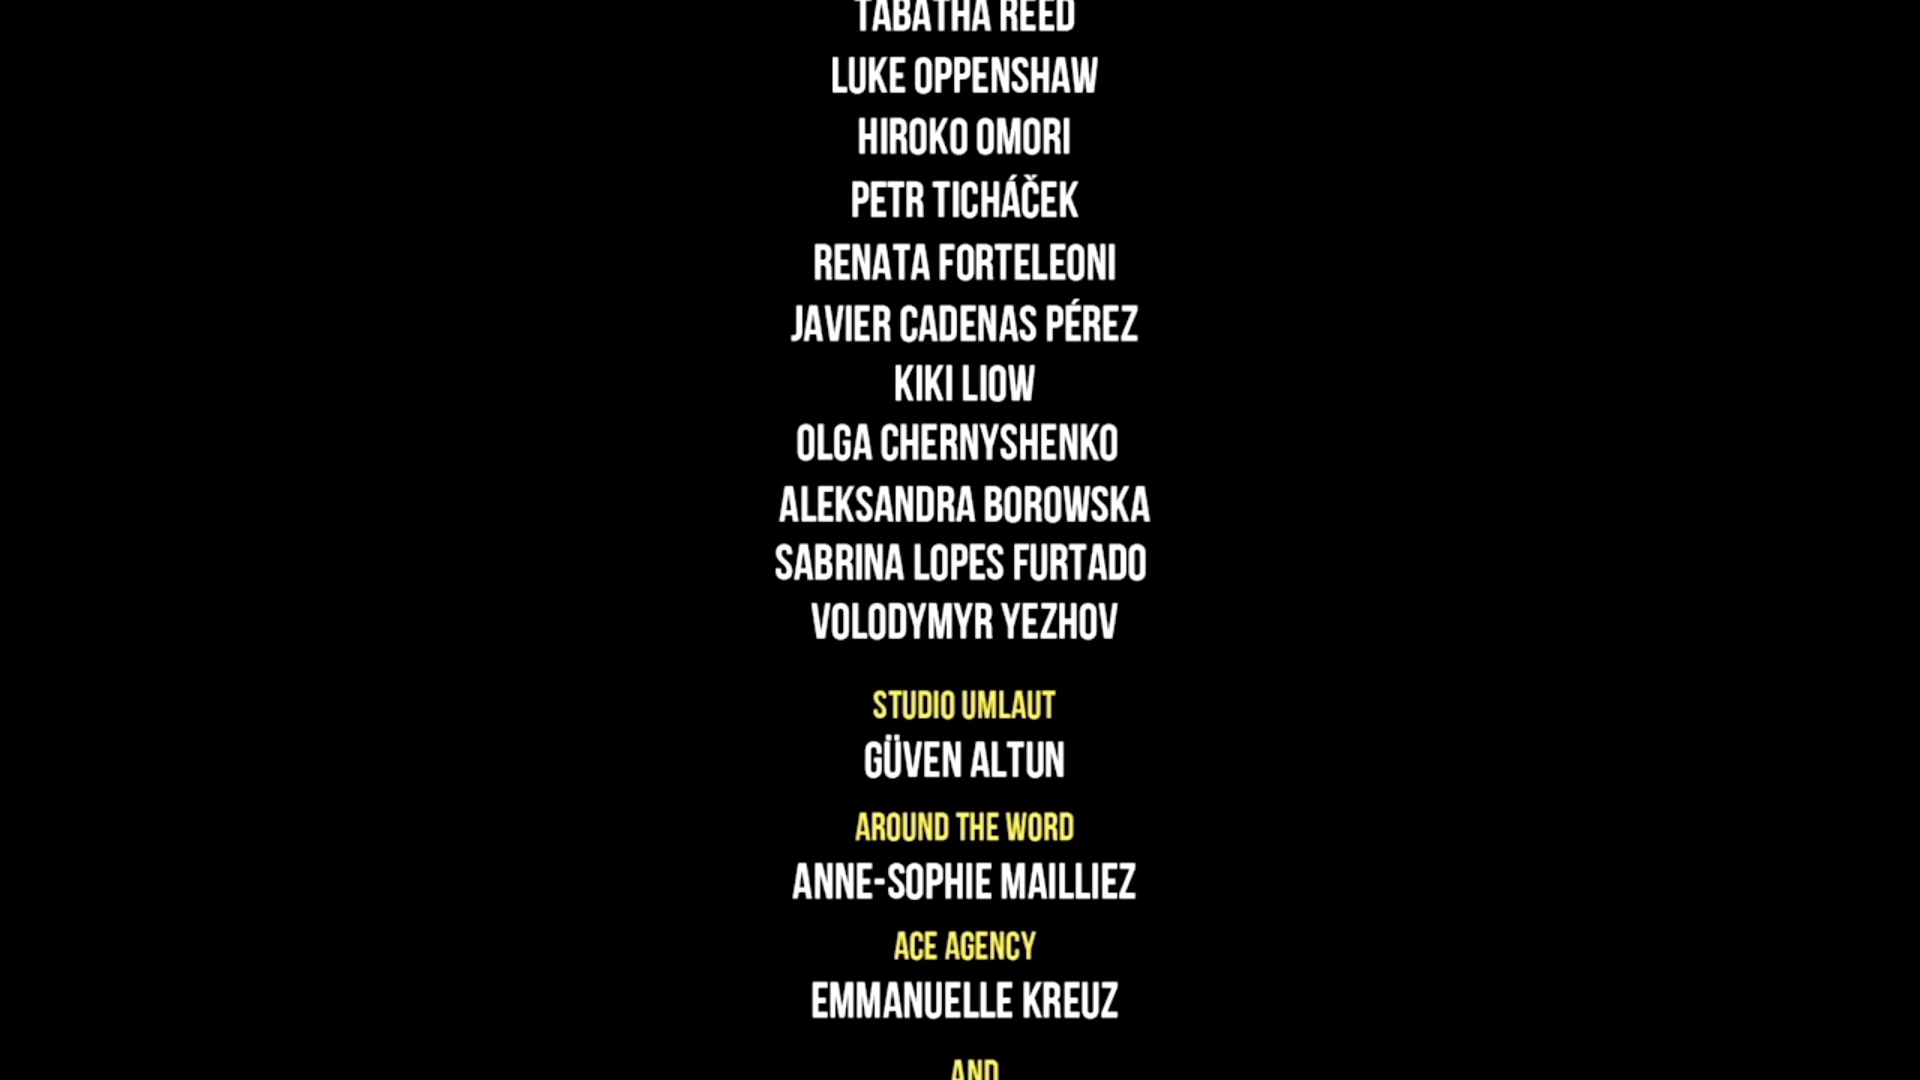 TABATHA REED
LUKE OPPENSHAW
HIROKO OMORI
PETR TICHÁČEK
RENATA FORTELEONI
JAVIER CADENAS PÉREZ
KIKI LIOW
OLGA CHERNYSHENKO
ALEKSANDRA BOROWSKA
SABRINA LOPES FURTADO
VOLODYMYR YEZHOV
STUDIO UMLAUT
GÜVEN ALTUN
AROUND THE WORD
ANNE-SOPHIE MAILLIEZ
ACE AGENCY
EMMANUELLE KREUZ
AND